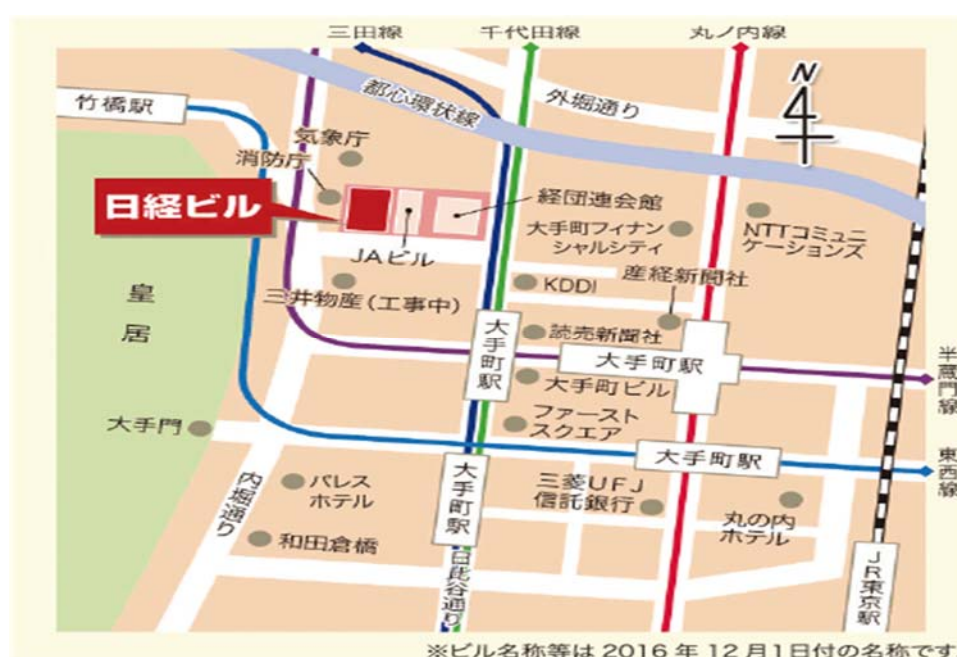 三田線
千代田線
丸ノ内線
竹橋駅
都心環状線
外堀通り
N
気象庁
消防庁
日経ビル
経団連会館
大手町フィナン
シャルシティ
NTTコミュニ
ケーションズ
JAビル
三井物産(工事中)
KDDI
産経新聞社
皇居
大手町駅
読売新聞社
大手町駅
大手町ビル
半蔵門線
大手門
ファースト
スクエア
大手町駅
東西線
内堀通り
パレス
ホテル
大手町駅
三菱UFJ
信託銀行
丸の内
ホテル
和田倉橋
日比谷通り
JR東京駅
※ビル名称等は 2016 年 12 月1日付の名称です